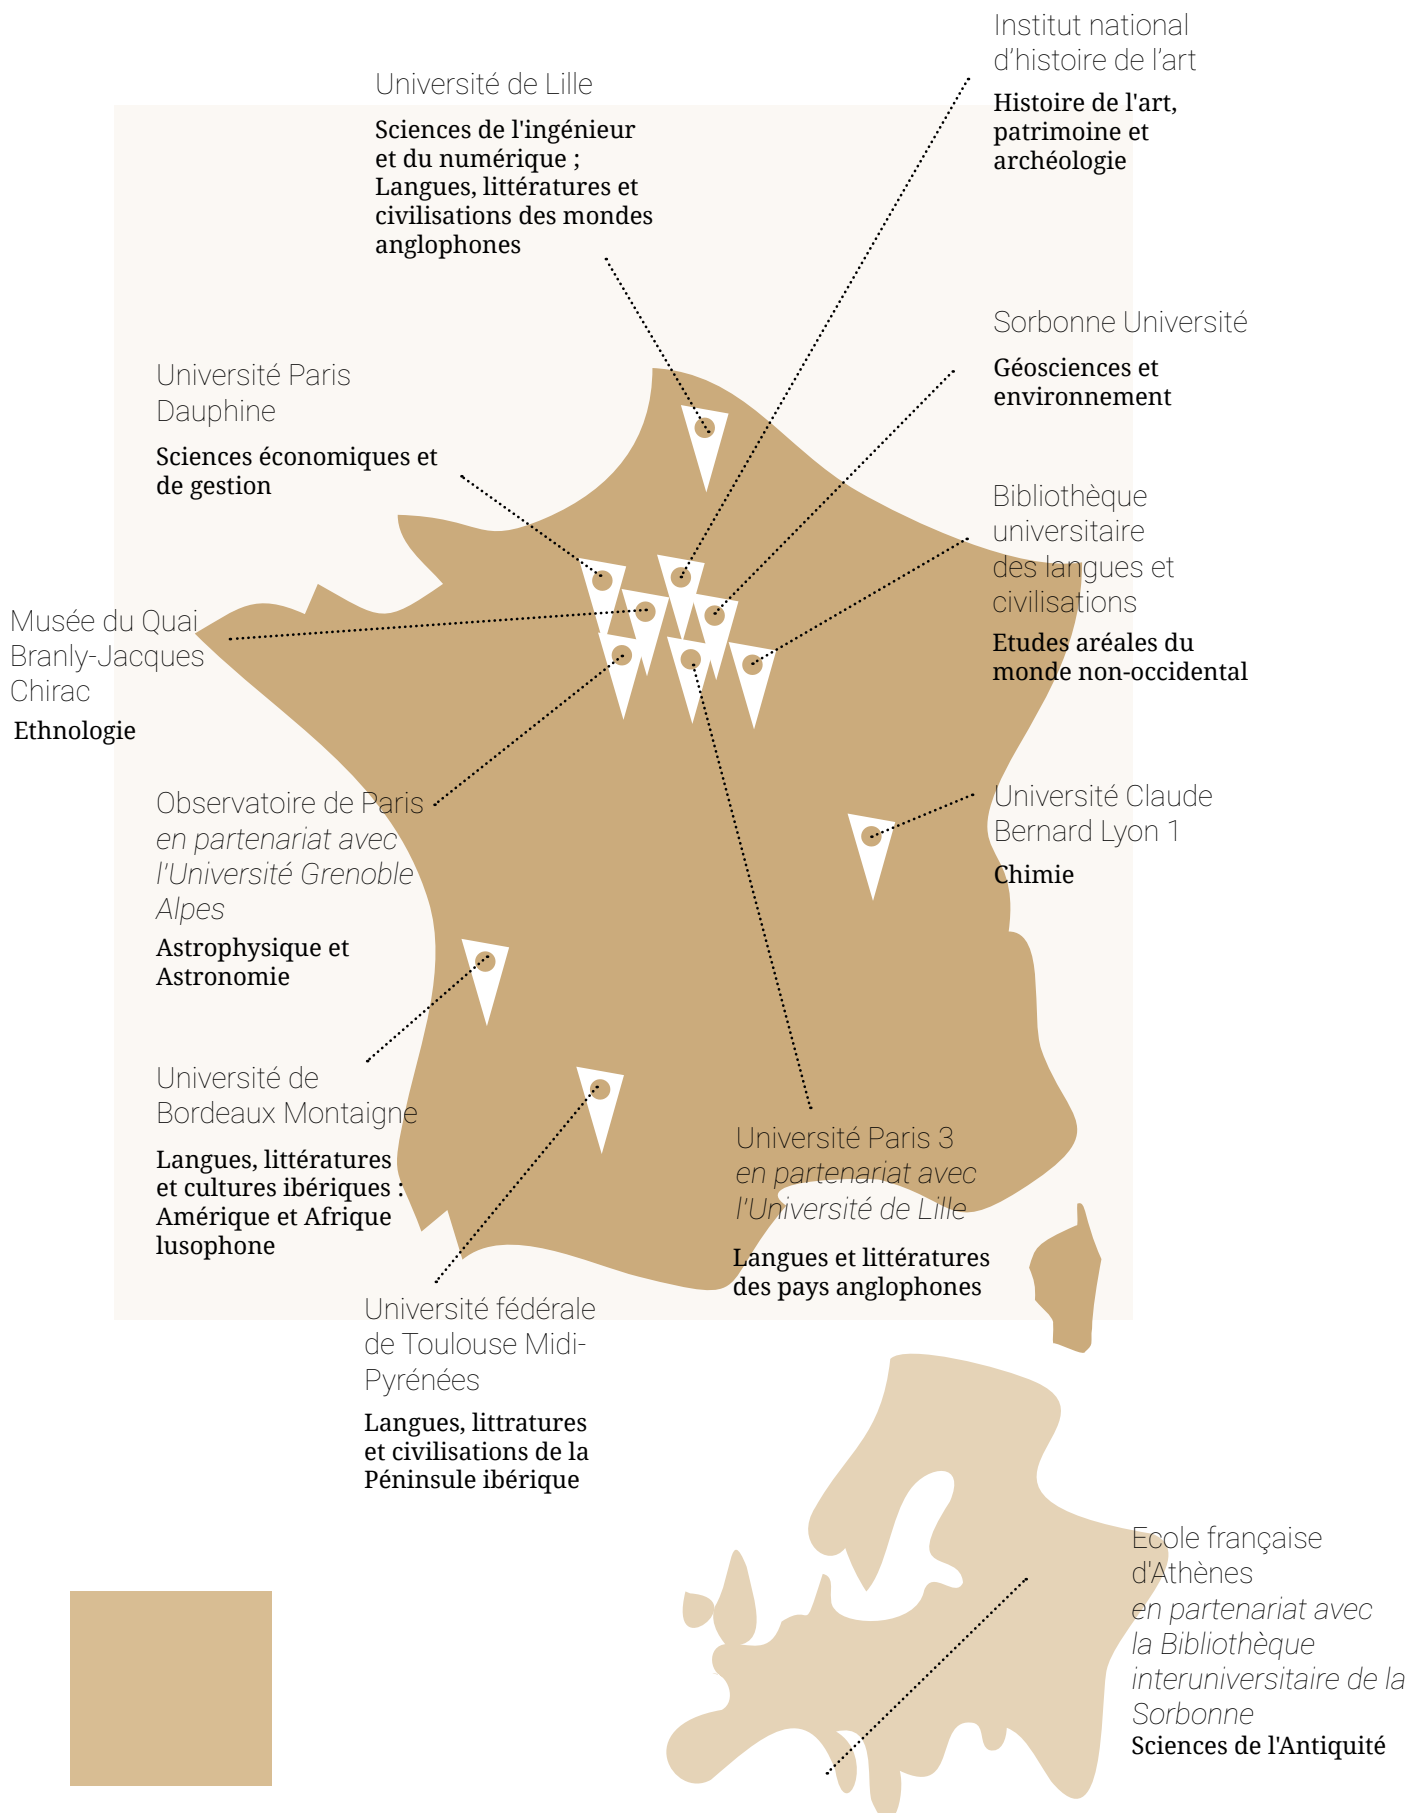 Institut national
d’histoire de l’art
Histoire de l'art,
patrimoine et
archéologie
Université de Lille
Sciences de l'ingénieur
et du numérique ;
Langues, littératures et
civilisations des mondes
anglophones
Sorbonne Université
Géosciences et
environnement
Université Paris
Dauphine
Sciences économiques et
de gestion
Bibliothèque
universitaire
des langues et
civilisations
Etudes aréales du
monde non-occidental
Musée du Quai
Branly-Jacques
Chirac
Ethnologie
Observatoire de Paris
en partenariat avec
l'Université Grenoble
Alpes
Astrophysique et
Astronomie
Université Claude
Bernard Lyon 1
Chimie
Université de
Bordeaux Montaigne
Langues, littératures
et cultures ibériques :
Amérique et Afrique
lusophone
Université Paris 3
en partenariat avec
l'Université de Lille
Langues et littératures
des pays anglophones
Université fédérale
de Toulouse Midi-
Pyrénées
Langues, littratures
et civilisations de la
Péninsule ibérique
Ecole française
d'Athènes
en partenariat avec
la Bibliothèque
interuniversitaire de la
Sorbonne
Sciences de l'Antiquité